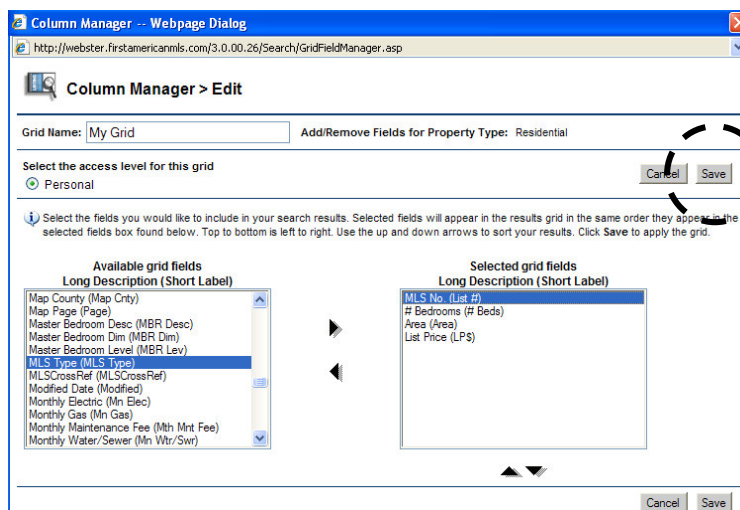 Column Manager -- Webpage Dialog
http://webster.firstamericanmls.com/3.0.00.26/Search/GridFieldManager.asp
Column Manager > Edit
Grid Name: My Grid Add/Remove Fields for Property Type: Residential
Select the access level for this grid
Personal
Cancel Save
Select the fields you would like to include in your search results. Selected fields will appear in the results grid in the same order they appear in the
selected fields box found below. Top to bottom is left to right. Use the up and down arrows to sort your results. Click Save to apply the grid.
Available grid fields
Long Description (Short Label)
Map County (Map Cnty)
Map Page (Page)
Master Bedroom Desc (MBR Desc)
Master Bedroom Dim (MBR Dim)
Master Bedroom Level (MBR Lev)
MLS Type (MLS Type)
MLSCrossRef (MLSCrossRef)
Modified Date (Modified)
Monthly Electric (Mn Elec)
Monthly Gas (Mn Gas)
Monthly Maintenance Fee (Mth Mnt Fee)
Monthly Water/Sewer (Mn Wtr/Swr)
Selected grid fields
Long Description (Short Label)
MLS No. (List #)
# Bedrooms (# Beds)
Area (Area)
List Price (LP$)
Cancel Save